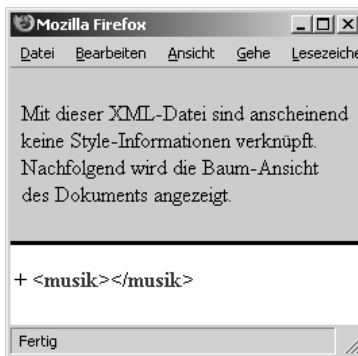 Mozilla Firefox
Datei Bearbeiten Ansicht Gehe Lesezeiche
Mit dieser XML-Datei sind anscheinend
keine Style-Informationen verknüpft.
Nachfolgend wird die Baum-Ansicht
des Dokuments angezeigt.
+ <musik></musik>
Fertig